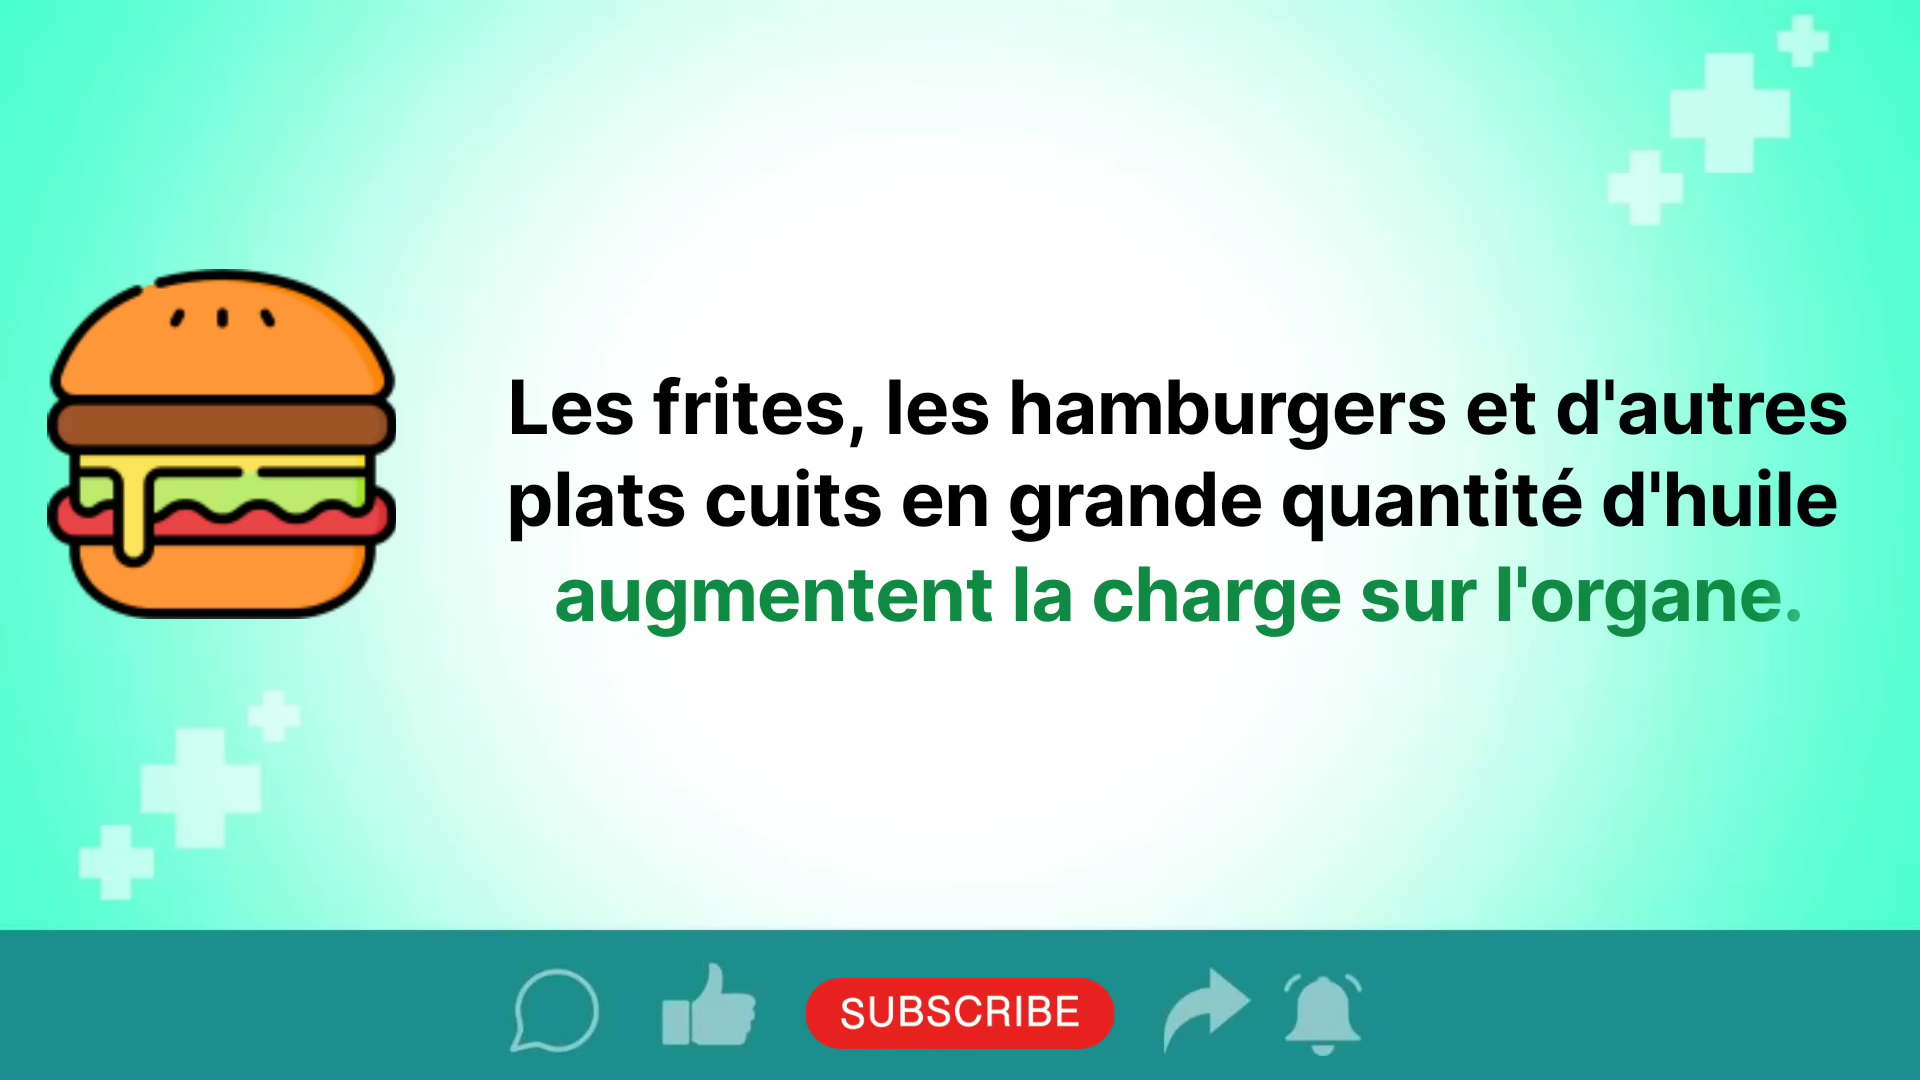 Les frites, les hamburgers et d'autres
plats cuits en grande quantité d'huile
augmentent la charge sur l'organe.
SUBSCRIBE